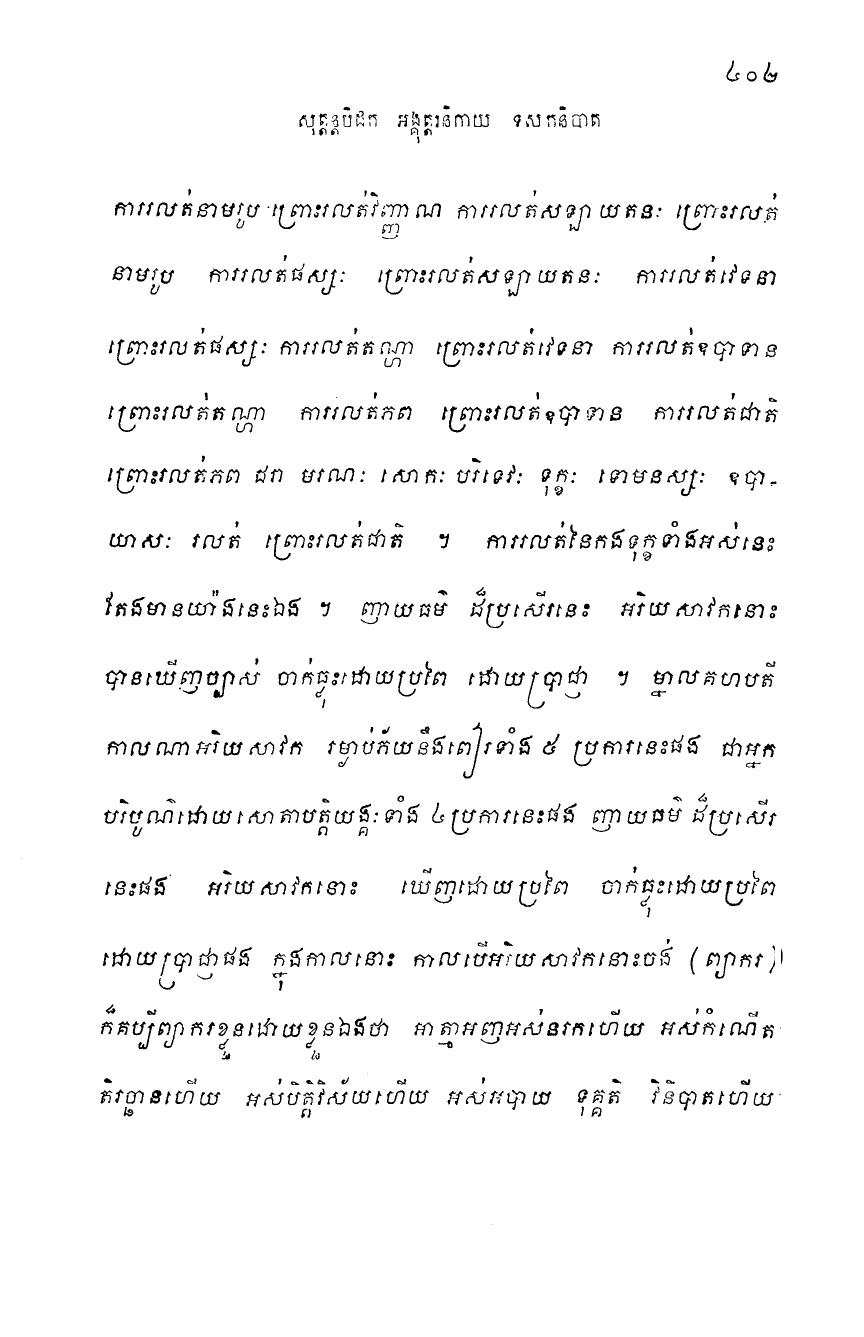 ៤០២
សុត្តន្តបិដក អង្គុត្តរនិកាយ ទសកនិបាត
ការរលត់នាមរូប ព្រោះរលត់វិញ្ញាណ ការរលត់សឡាយតនៈ ព្រោះរលត់
នាមរូប ការរលត់ផស្សៈ ព្រោះរលត់សឡាយតនៈ ការរលត់វេទនា
ព្រោះរលត់ផស្សៈ ការរលត់តណ្ហា ព្រោះរលត់វេទនា ការរលត់ឧបាទាន
ព្រោះរលត់តណ្ហា ការរលត់ភព ព្រោះរលត់ឧបាទាន ការរលត់ជាតិ
ព្រោះរលត់ភព ជរា មរណៈ សោកៈ បរិទេវៈ ទុក្ខៈ ទោមនស្សៈ ឧបា-
យាសៈ រលត់ ព្រោះរលត់ជាតិ ។ ការរលត់នៃកងទុក្ខទាំងអស់នេះ
តែងមានយ៉ាងនេះឯង ។ ញាយធម៌ ដ៏ប្រសើរនេះ អរិយសាវកនោះ
បានឃើញច្បាស់ ចាក់ធ្លុះដោយប្រពៃ ដោយប្រាជ្ញា ។ ម្នាលគហបតី
កាលណាអរិយសាវក រម្ងាប់ភ័យនឹងពៀរទាំង ៥ ប្រការនេះផង ជាអ្នក
បរិបូណ៌ដោយសោតាបត្តិយង្គៈទាំង ៤ប្រការនេះផង ញាយធម៌ ដ៏ប្រសើរ
នេះផង អរិយសាវកនោះ ឃើញដោយប្រពៃ ចាក់ធ្លុះដោយប្រពៃ
ដោយប្រាជ្ញាផង ក្នុងកាលនោះ កាលបើអរិយសាវកនោះចង់ (ព្យាករ)
ក៏គប្បីព្យាករខ្លួនដោយខ្លួនឯងថា អាត្មាអញអស់នរកហើយ អស់កំណើត
តិរច្ឆានហើយ អស់បិត្តិវិស័យហើយ អស់អបាយ ទុគ្គតិ វិនិបាតហើយ